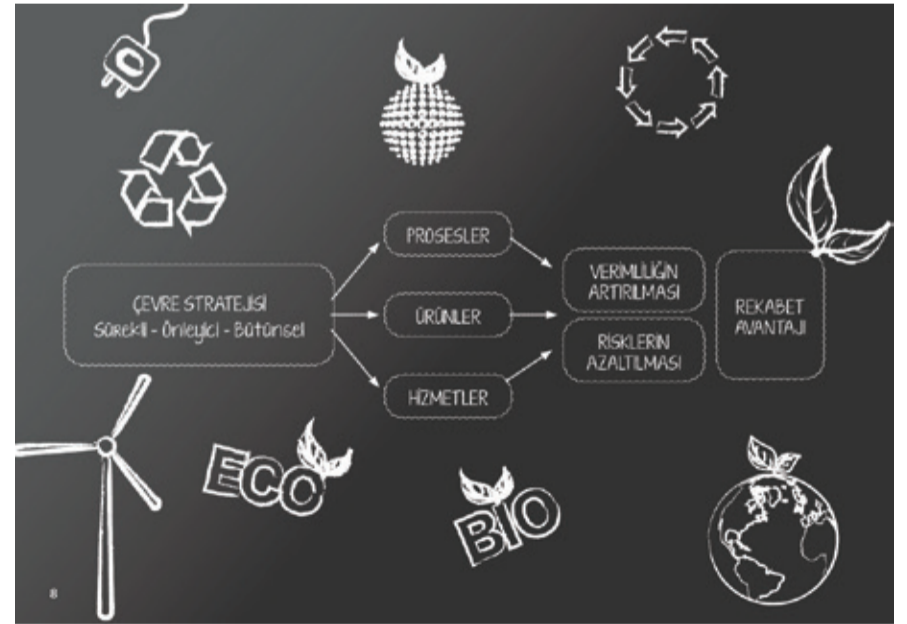 PROSESLER
ÇEVRE STRATEJİSİ
Sürekli - Önleyici - Bütünsel
ÜRÜNLER
HİZMETLER
VERİMLİLİĞİN
ARTIRILMASI
RİSKLERİN
AZALTILMASI
REKABET
AVANTAJI
ECO
BIO
8